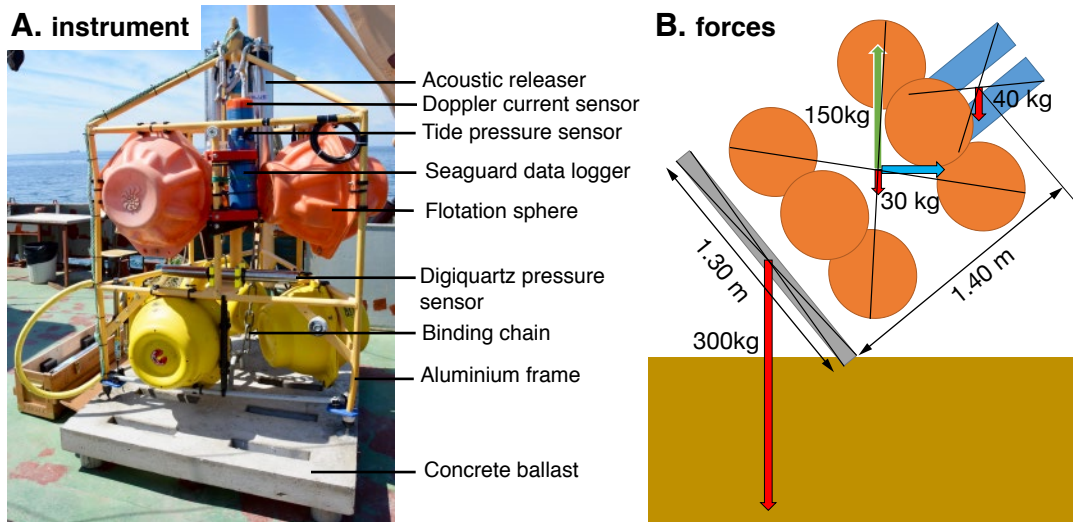 A. instrument
Acoustic releaser
Doppler current sensor
Tide pressure sensor
Seaguard data logger
Flotation sphere
Digiquartz pressure
sensor
Binding chain
Aluminium frame
Concrete ballast
B. forces
150kg
40 kg
30 kg
1.30 m
1.40 m
300kg